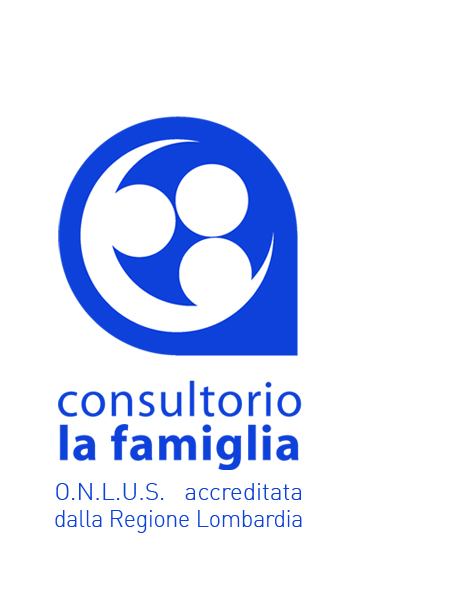 consultorio
la famiglia
O.N.L.U.S. accreditata
dalla Regione Lombardia